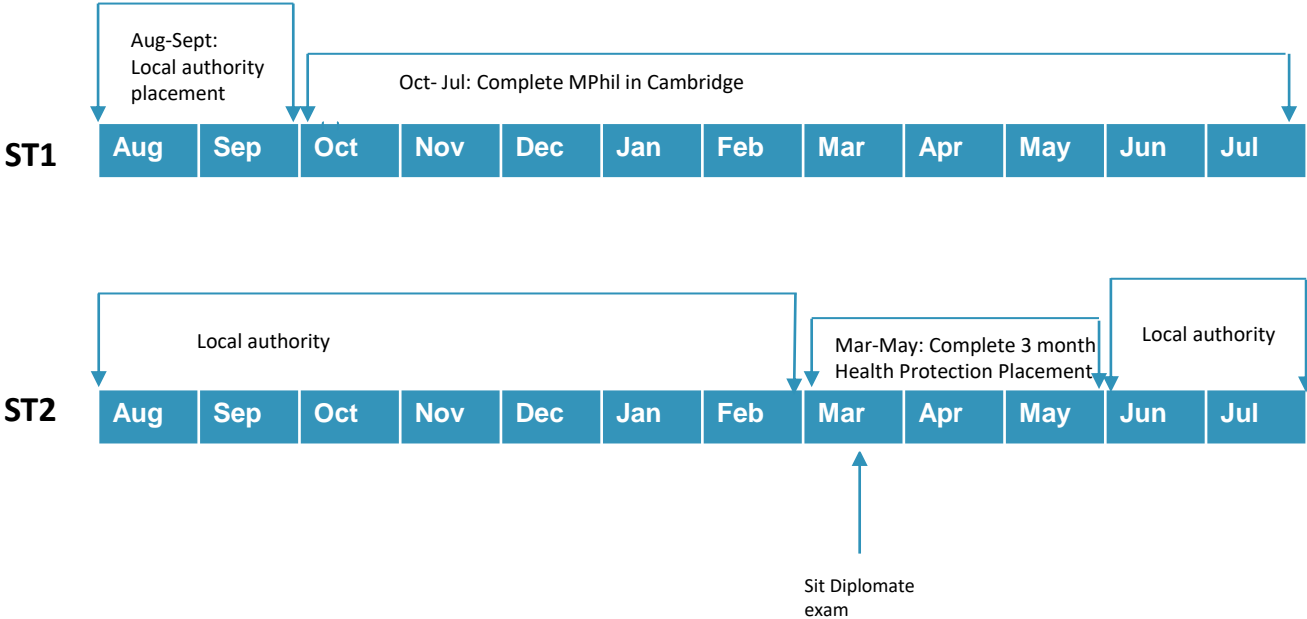 Aug-Sept:
Local authority
placement
Oct- Jul: Complete MPhil in Cambridge
ST1
Aug Sep Oct Nov Dec Jan Feb Mar Apr May Jun Jul
Local authority
Mar-May: Complete 3 month
Health Protection Placement
Local authority
ST2
Aug Sep Oct Nov Dec Jan Feb Mar Apr May Jun Jul
Sit Diplomate
exam